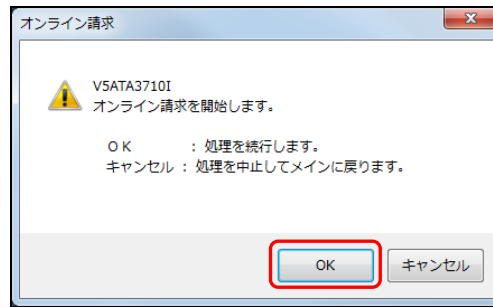 オンライン請求
V5ATA3710I
オンライン請求を開始します。
ＯＫ　　　：処理を続行します。
キャンセル：処理を中止してメインに戻ります。
OK
キャンセル